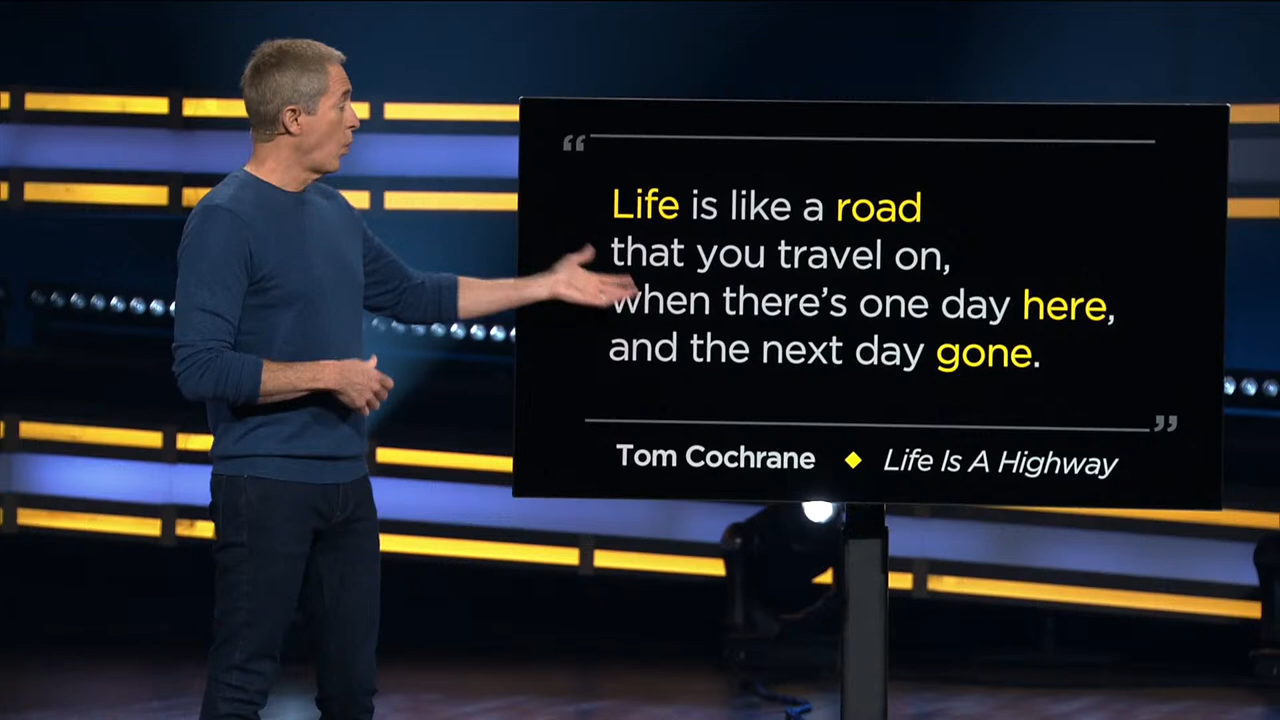 “
Life is like a road
that you travel on,
when there’s one day here,
and the next day gone.
”
Tom Cochrane ◆ Life Is A Highway